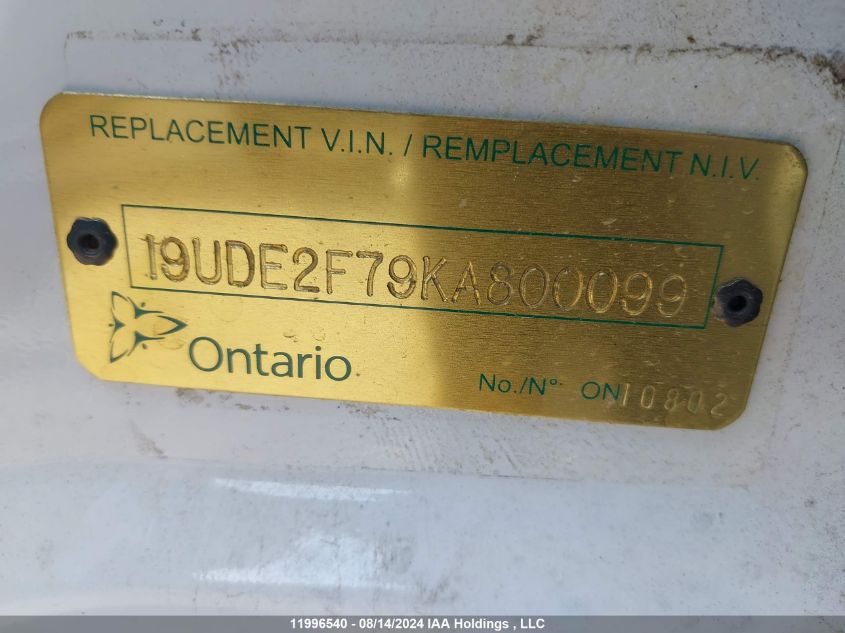 REPLACEMENT V.I.N. / REMPLACEMENT N.I.V.
19UDE2F79KA800099
Ontario
No./N° ON10802
11996540 - 08/14/2024 IAA Holdings , LLC